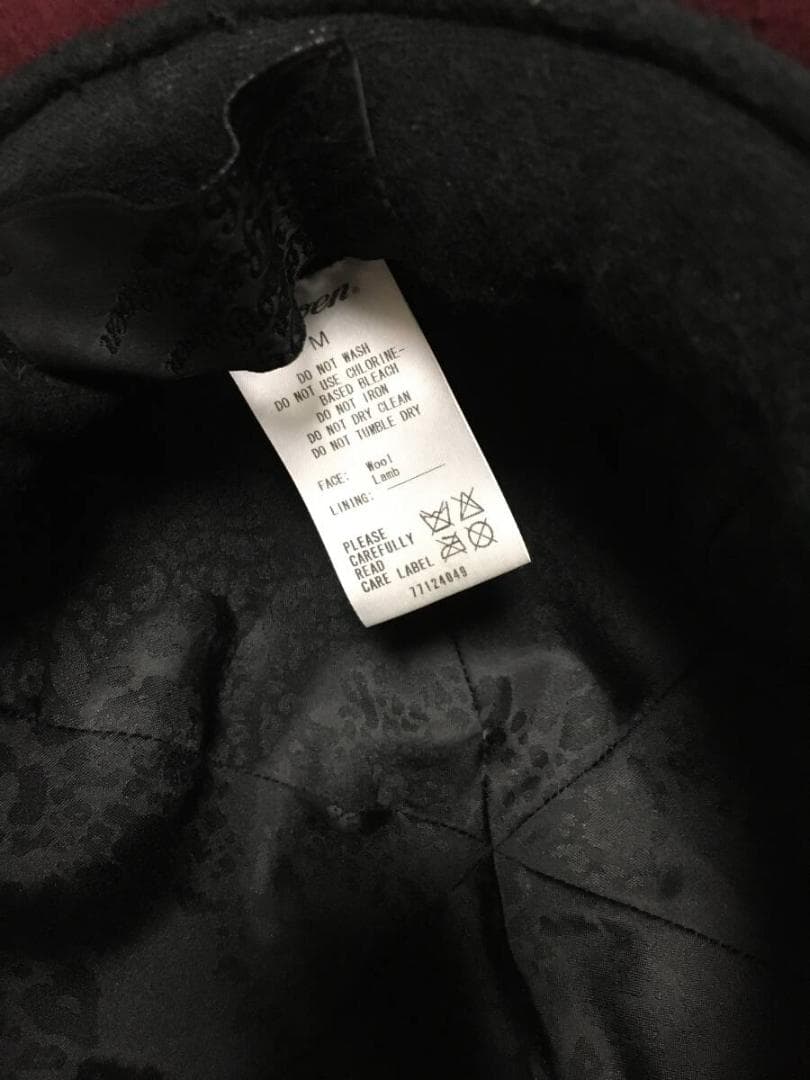 M
DO NOT WASH
DO NOT USE CHLORINE-
BASED BLEACH
DO NOT IRON
DO NOT DRY CLEAN
DO NOT TUMBLE DRY
FACE: Wool
Lamb
LINING:
PLEASE
CAREFULLY
READ
CARE LABEL
77124049